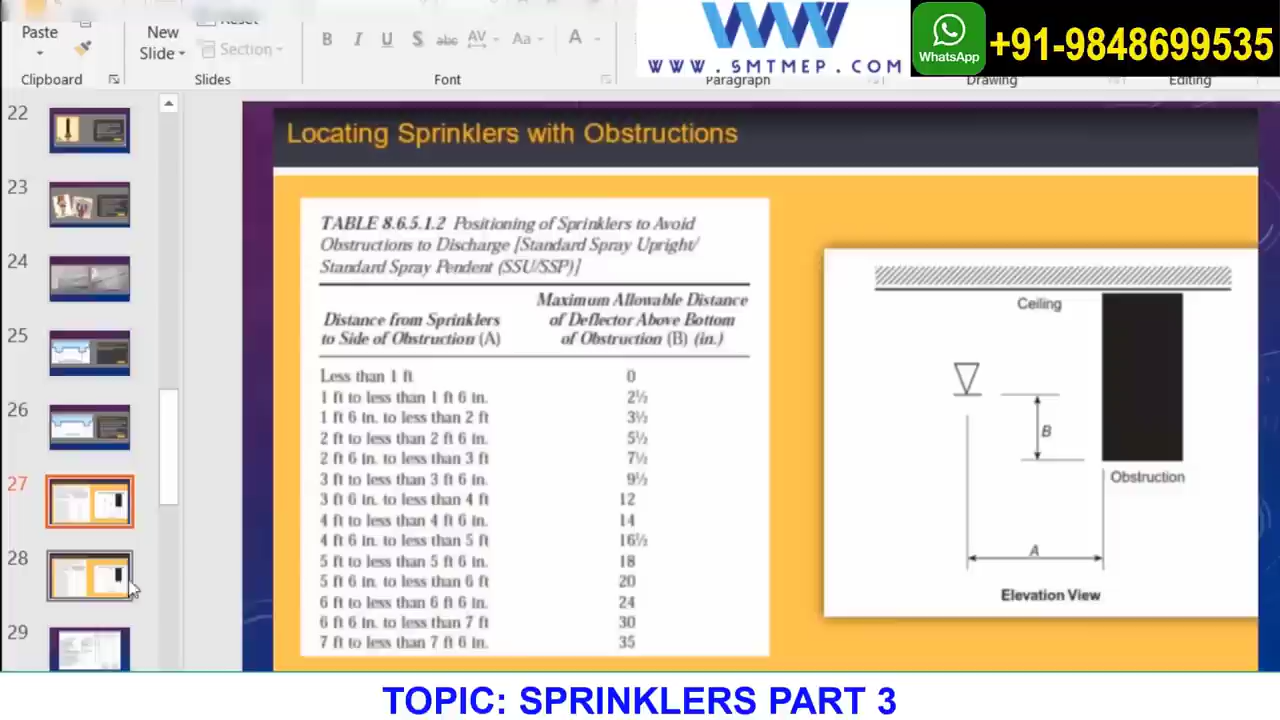 Paste
New
Slide
Reset
Section
B I U S abc AV Aa A
Clipboard
Slides
Font
Paragraph
Drawing
Editing
WWW.SMTMEP.COM
WhatsApp
+91-9848699535
22
23
24
25
26
27
28
29
Locating Sprinklers with Obstructions
TABLE 8.6.5.1.2 Positioning of Sprinklers to Avoid
Obstructions to Discharge [Standard Spray Upright/
Standard Spray Pendent (SSU/SSP)]
Maximum Allowable Distance
Distance from Sprinklers of Deflector Above Bottom
to Side of Obstruction (A) of Obstruction (B) (in.)
Less than 1 ft 0
1 ft to less than 1 ft 6 in. 2½
1 ft 6 in. to less than 2 ft 3½
2 ft to less than 2 ft 6 in. 5½
2 ft 6 in. to less than 3 ft 7½
3 ft to less than 3 ft 6 in. 9½
3 ft 6 in. to less than 4 ft 12
4 ft to less than 4 ft 6 in. 14
4 ft 6 in. to less than 5 ft 16½
5 ft to less than 5 ft 6 in. 18
5 ft 6 in. to less than 6 ft 20
6 ft to less than 6 ft 6 in. 24
6 ft 6 in. to less than 7 ft 30
7 ft to less than 7 ft 6 in. 35
Ceiling
B
Obstruction
A
Elevation View
TOPIC: SPRINKLERS PART 3